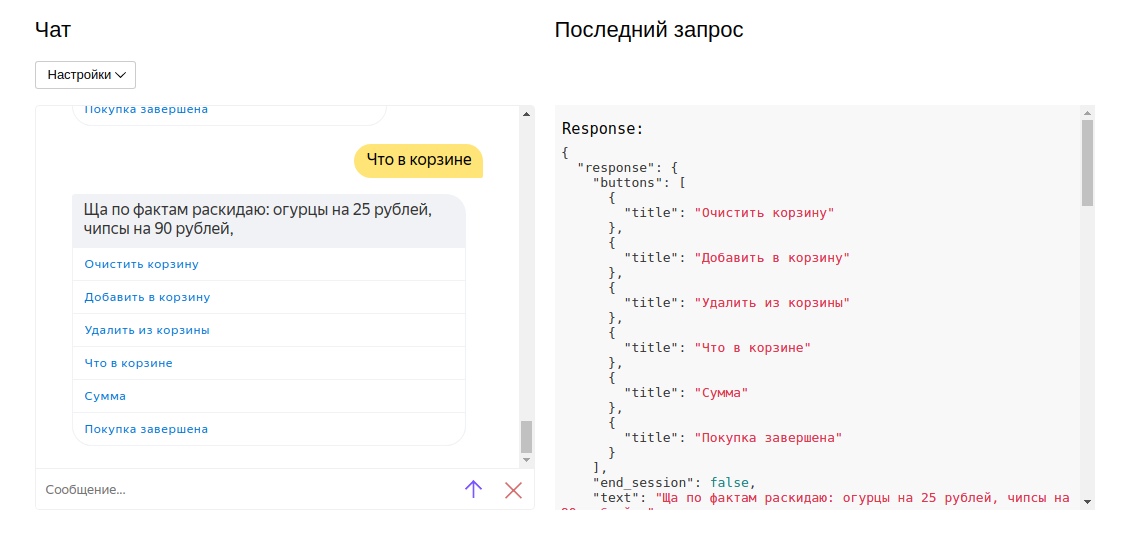 Чат
Последний запрос
Настройки
Покупка завершена
Что в корзине
Ща по фактам раскидаю: огурцы на 25 рублей,
чипсы на 90 рублей,
Очистить корзину
Добавить в корзину
Удалить из корзины
Что в корзине
Сумма
Покупка завершена
Сообщение...
Response:
{
"response": {
"buttons": [
{
"title": "Очистить корзину"
},
{
"title": "Добавить в корзину"
},
{
"title": "Удалить из корзины"
},
{
"title": "Что в корзине"
},
{
"title": "Сумма"
},
{
"title": "Покупка завершена"
}
],
"end_session": false,
"text": "Ща по фактам раскидаю: огурцы на 25 рублей, чипсы на